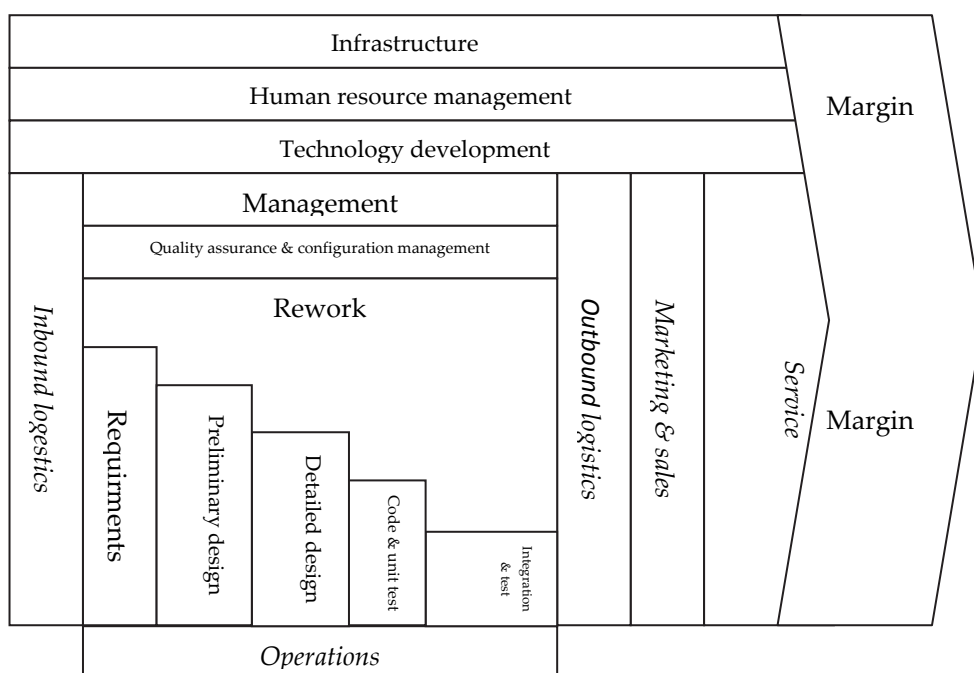 Infrastructure
Human resource management
Margin
Technology development
Management
Quality assurance & configuration management
Rework
Inbound logestics
Requirments
Preliminary design
Detailed design
Code & unit test
Integration
& test
Outbound logistics
Marketing & sales
Service
Margin
Operations